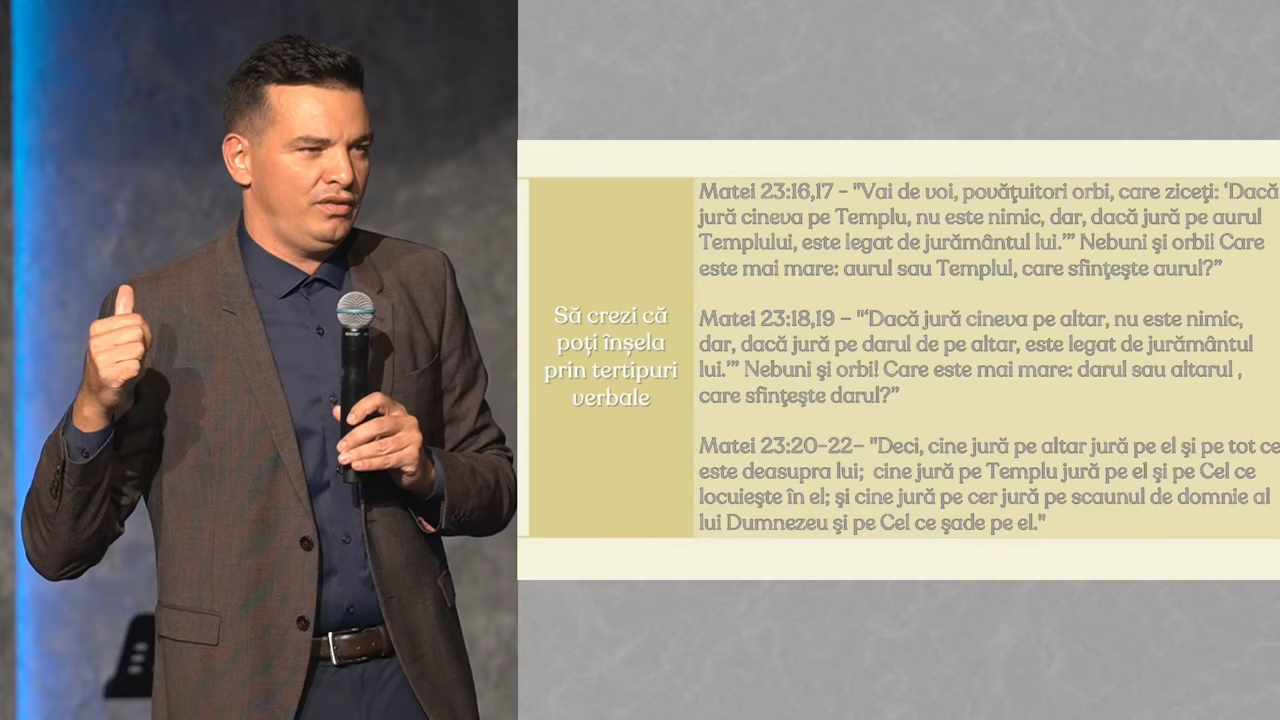 Să crezi că
poți înșela
prin tertipuri
verbale
Matei 23:16,17 - "Vai de voi, povăţuitori orbi, care ziceţi: ‘Dacă
jură cineva pe Templu, nu este nimic, dar, dacă jură pe aurul
Templului, este legat de jurământul lui.’” Nebuni şi orbi! Care
este mai mare: aurul sau Templul, care sfinţeşte aurul?”
Matei 23:18,19 – "‘Dacă jură cineva pe altar, nu este nimic,
dar, dacă jură pe darul de pe altar, este legat de jurământul
lui.’” Nebuni şi orbi! Care este mai mare: darul sau altarul ,
care sfinţeşte darul?”
Matei 23:20-22– "Deci, cine jură pe altar jură pe el şi pe tot ce
este deasupra lui;  cine jură pe Templu jură pe el şi pe Cel ce
locuieşte în el; şi cine jură pe cer jură pe scaunul de domnie al
lui Dumnezeu şi pe Cel ce şade pe el."